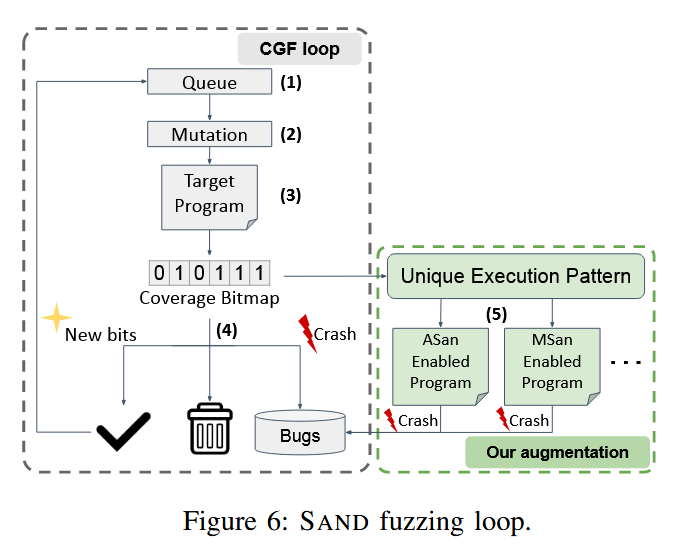 CGF loop
Queue (1)
Mutation (2)
Target
Program
(3)
0 1 0 1 1 1
Coverage Bitmap
Unique Execution Pattern
New bits
(4)
Crash
(5)
ASan
Enabled
Program
MSan
Enabled
Program
...
Crash
Crash
Bugs
Our augmentation
Figure 6: SAND fuzzing loop.